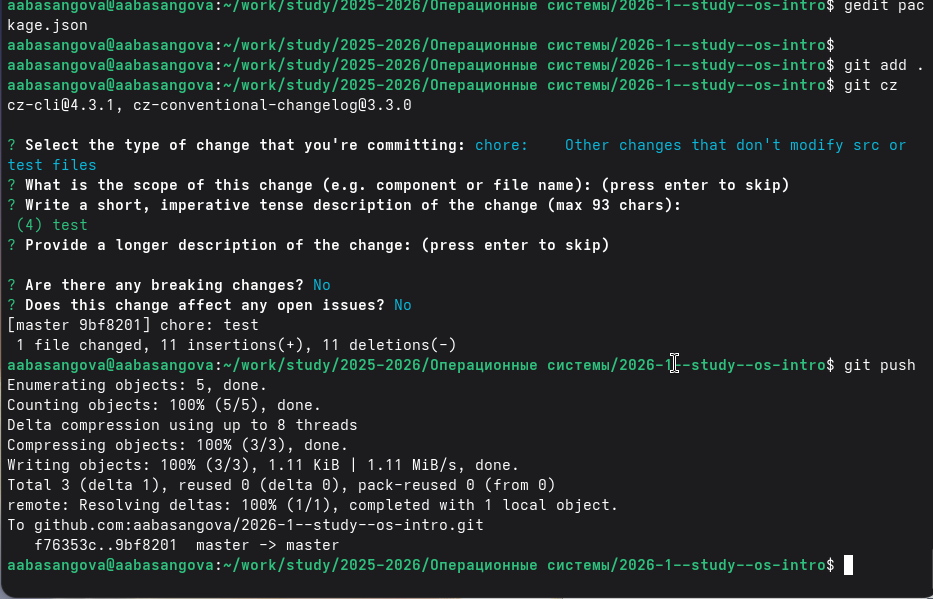 aabasangova@aabasangova:~/work/study/2025-2026/Операционные системы/2026-1--study--os-intro$ gedit pac
kage.json
aabasangova@aabasangova:~/work/study/2025-2026/Операционные системы/2026-1--study--os-intro$
aabasangova@aabasangova:~/work/study/2025-2026/Операционные системы/2026-1--study--os-intro$ git add .
aabasangova@aabasangova:~/work/study/2025-2026/Операционные системы/2026-1--study--os-intro$ git cz
cz-cli@4.3.1, cz-conventional-changelog@3.3.0
? Select the type of change that you're committing: chore:    Other changes that don't modify src or
test files
? What is the scope of this change (e.g. component or file name): (press enter to skip)
? Write a short, imperative tense description of the change (max 93 chars):
 (4) test
? Provide a longer description of the change: (press enter to skip)
? Are there any breaking changes? No
? Does this change affect any open issues? No
[master 9bf8201] chore: test
 1 file changed, 11 insertions(+), 11 deletions(-)
aabasangova@aabasangova:~/work/study/2025-2026/Операционные системы/2026-1--study--os-intro$ git push
Enumerating objects: 5, done.
Counting objects: 100% (5/5), done.
Delta compression using up to 8 threads
Compressing objects: 100% (3/3), done.
Writing objects: 100% (3/3), 1.11 KiB | 1.11 MiB/s, done.
Total 3 (delta 1), reused 0 (delta 0), pack-reused 0 (from 0)
remote: Resolving deltas: 100% (1/1), completed with 1 local object.
To github.com:aabasangova/2026-1--study--os-intro.git
   f76353c..9bf8201  master -> master
aabasangova@aabasangova:~/work/study/2025-2026/Операционные системы/2026-1--study--os-intro$